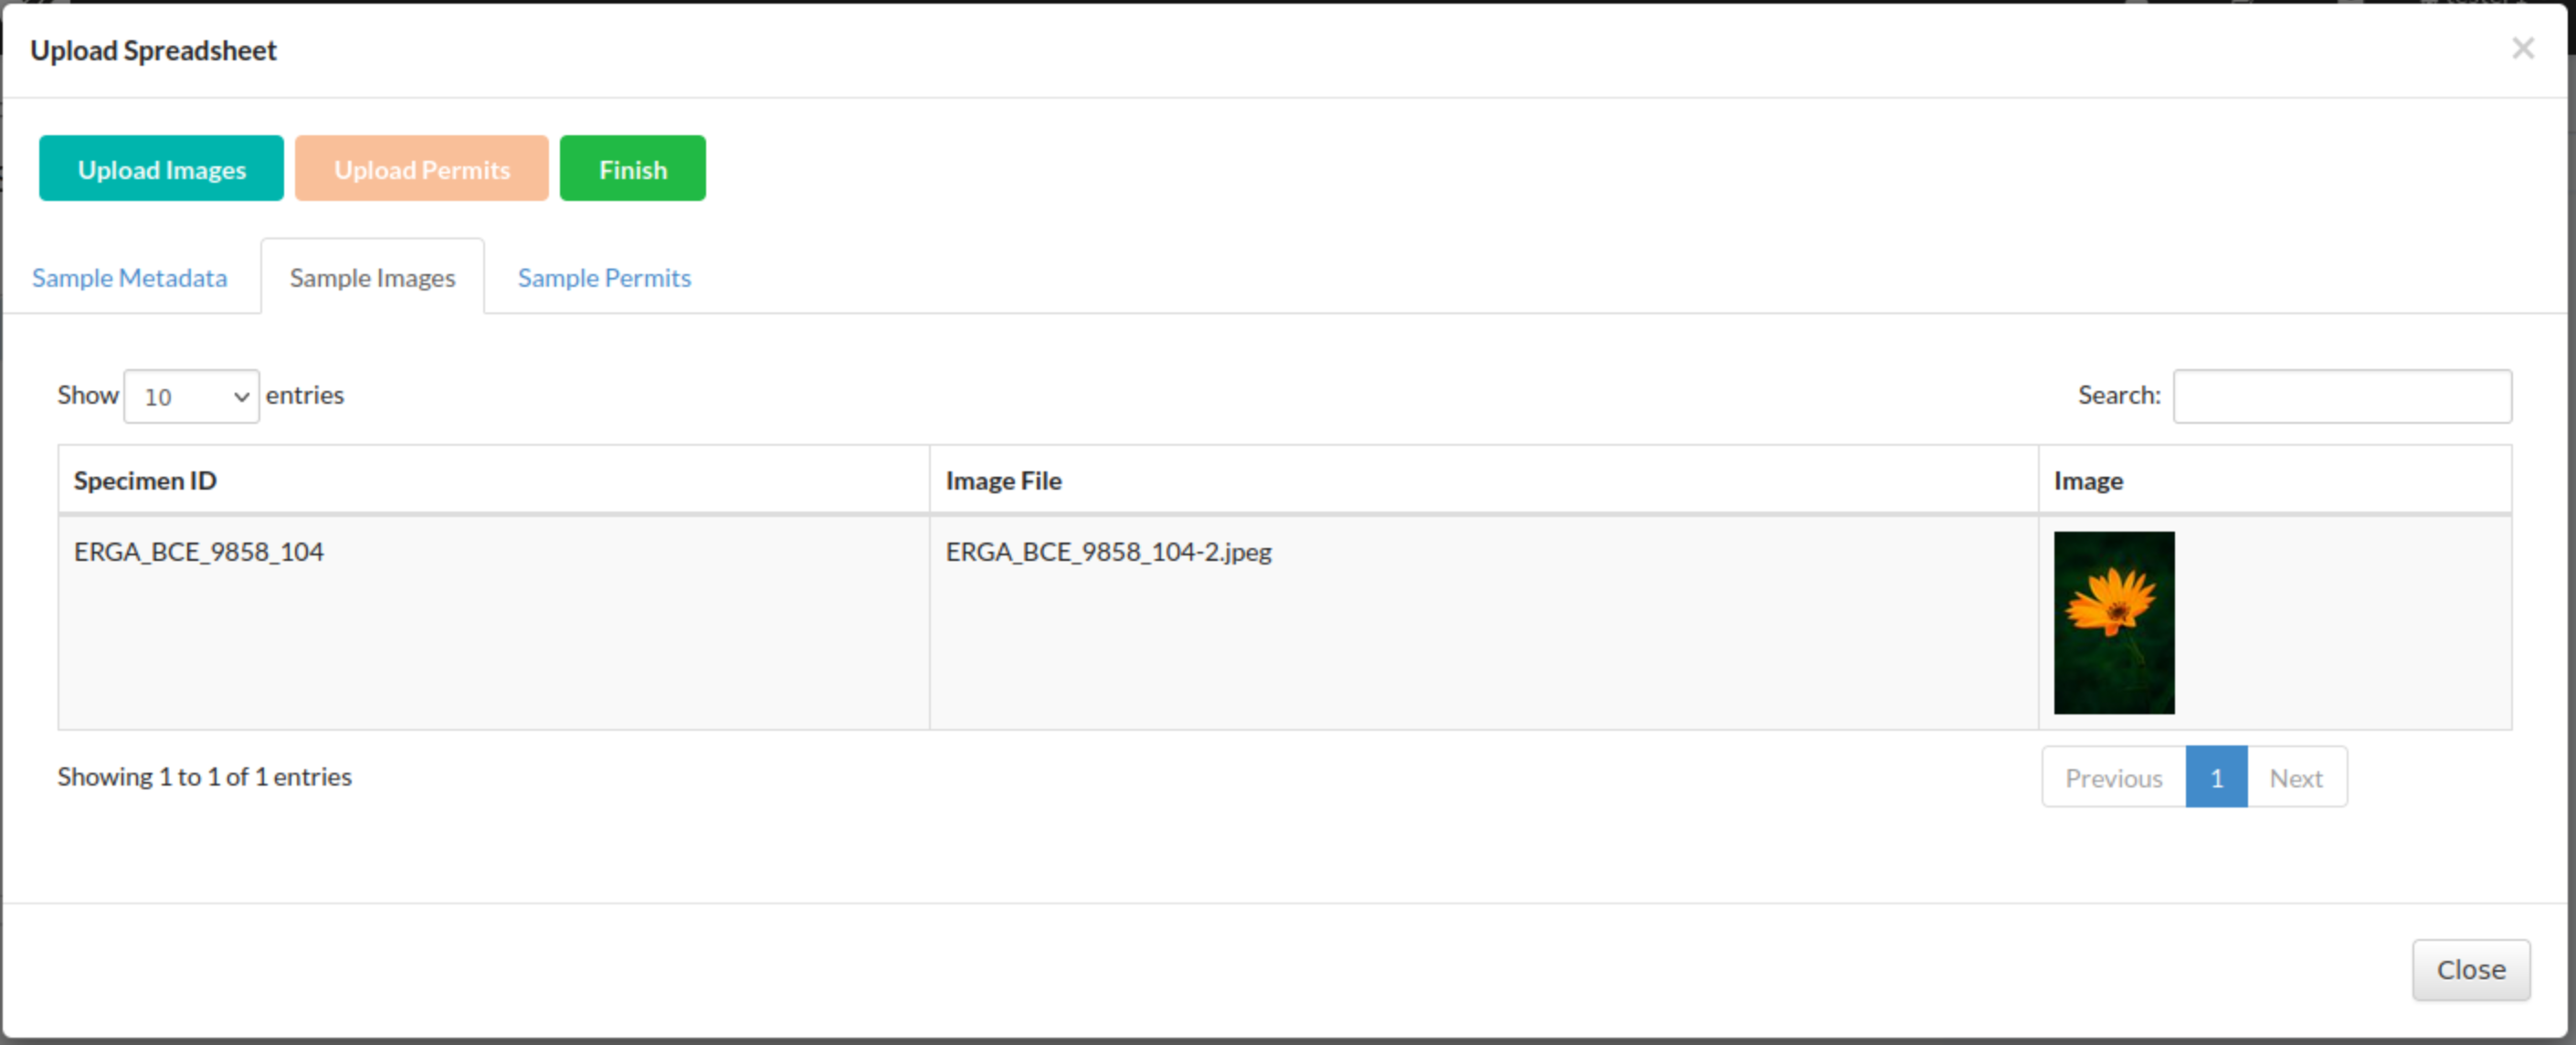 Upload Spreadsheet ×
Upload Images Upload Permits Finish
Sample Metadata Sample Images Sample Permits
Show 10 entries Search:
Specimen ID Image File Image
ERGA_BCE_9858_104 ERGA_BCE_9858_104-2.jpeg
Showing 1 to 1 of 1 entries Previous 1 Next
Close